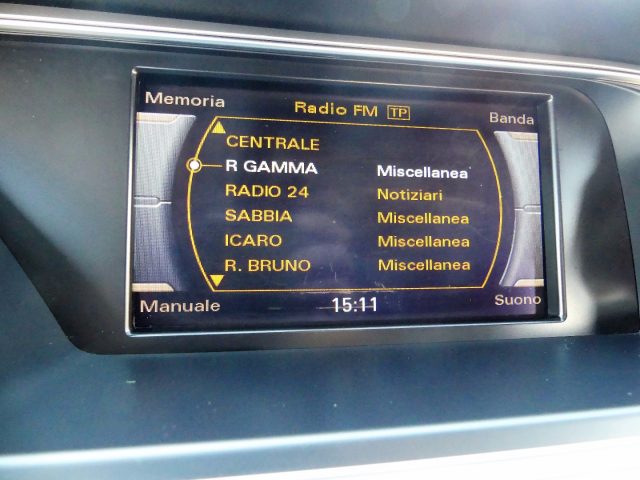 Memoria Radio FM TP Banda
CENTRALE
R GAMMA Miscellanea
RADIO 24 Notiziari
SABBIA Miscellanea
ICARO Miscellanea
R. BRUNO Miscellanea
Manuale 15:11 Suono